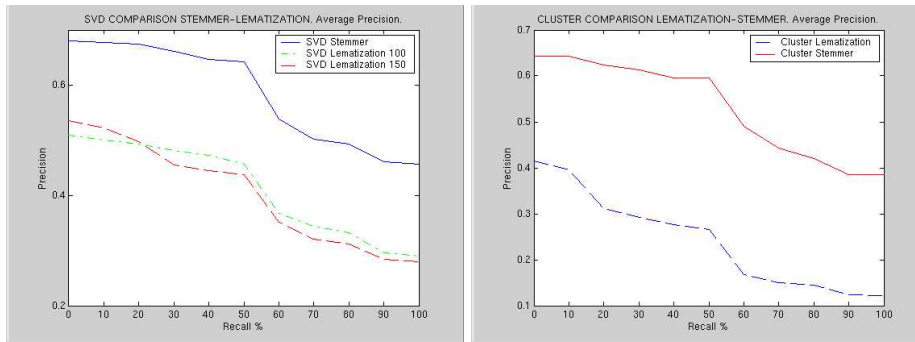 SVD COMPARISON STEMMER-LEMATIZATION. Average Precision.
SVD Stemmer
SVD Lematization 100
SVD Lematization 150
0.6
0.4
0.2
Precision
0 10 20 30 40 50 60 70 80 90 100
Recall %
CLUSTER COMPARISON LEMATIZATION-STEMMER. Average Precision.
Cluster Lematization
Cluster Stemmer
0.7
0.6
0.5
0.4
0.3
0.2
0.1
Precision
0 10 20 30 40 50 60 70 80 90 100
Recall %